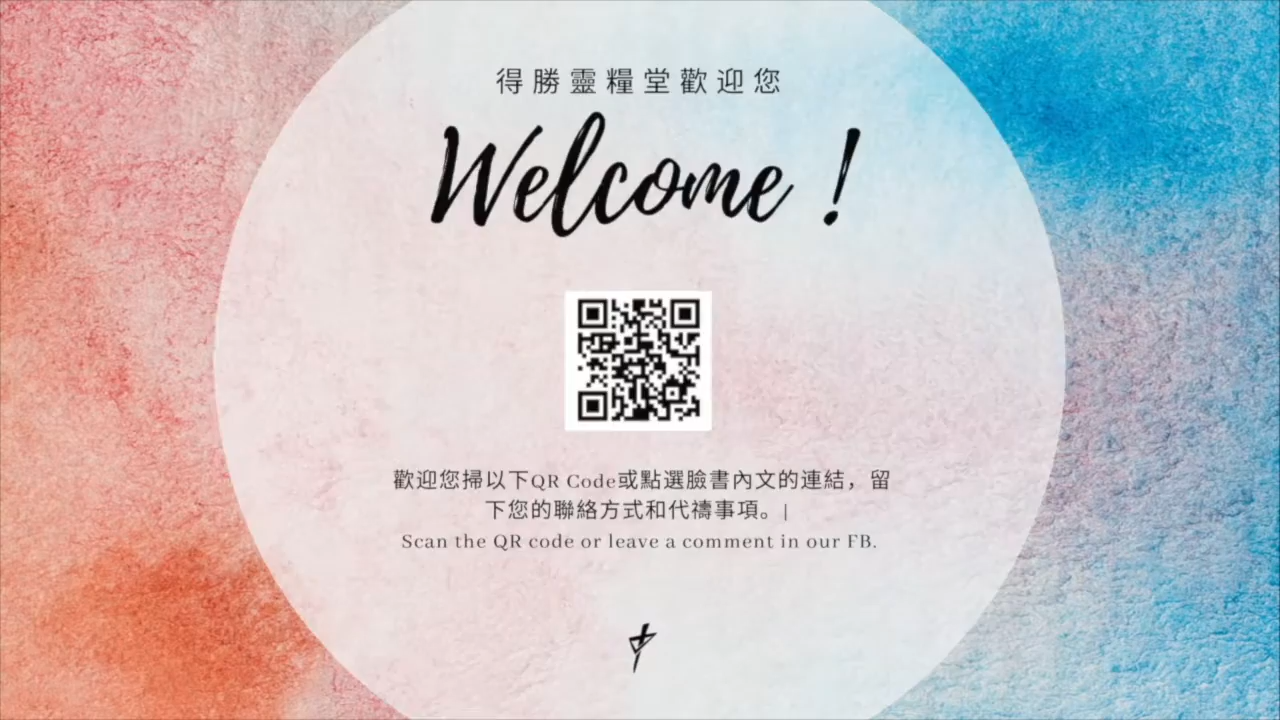 得勝靈糧堂歡迎您
Welcome !
歡迎您掃以下QR Code或點選臉書內文的連結，留
下您的聯絡方式和代禱事項。|
Scan the QR code or leave a comment in our FB.